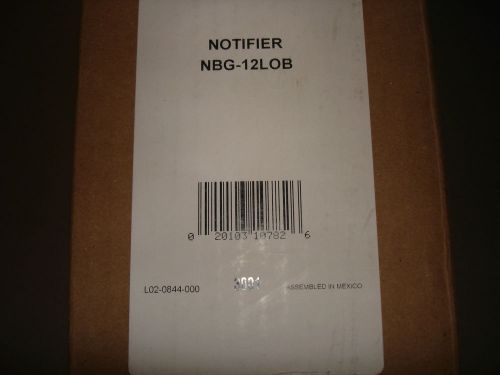 NOTIFIER
NBG-12LOB
0 20103 10782 6
L02-0844-000 ASSEMBLED IN MEXICO